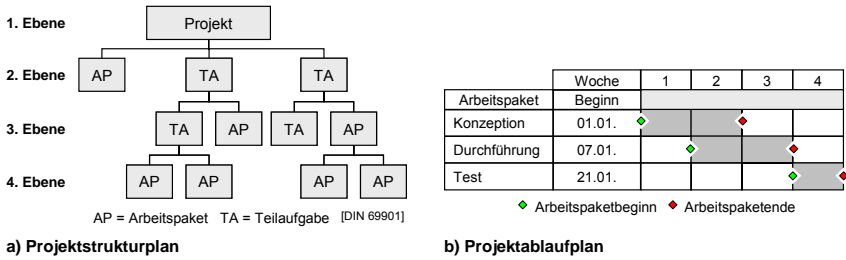 1. Ebene
Projekt
2. Ebene
AP
TA
TA
3. Ebene
TA
AP
TA
AP
4. Ebene
AP
AP
AP
AP
AP = Arbeitspaket TA = Teilaufgabe [DIN 69901]
a) Projektstrukturplan
Woche 1 2 3 4
Arbeitspaket Beginn
Konzeption 01.01.
Durchführung 07.01.
Test 21.01.
Arbeitspaketbeginn Arbeitspaketende
b) Projektablaufplan